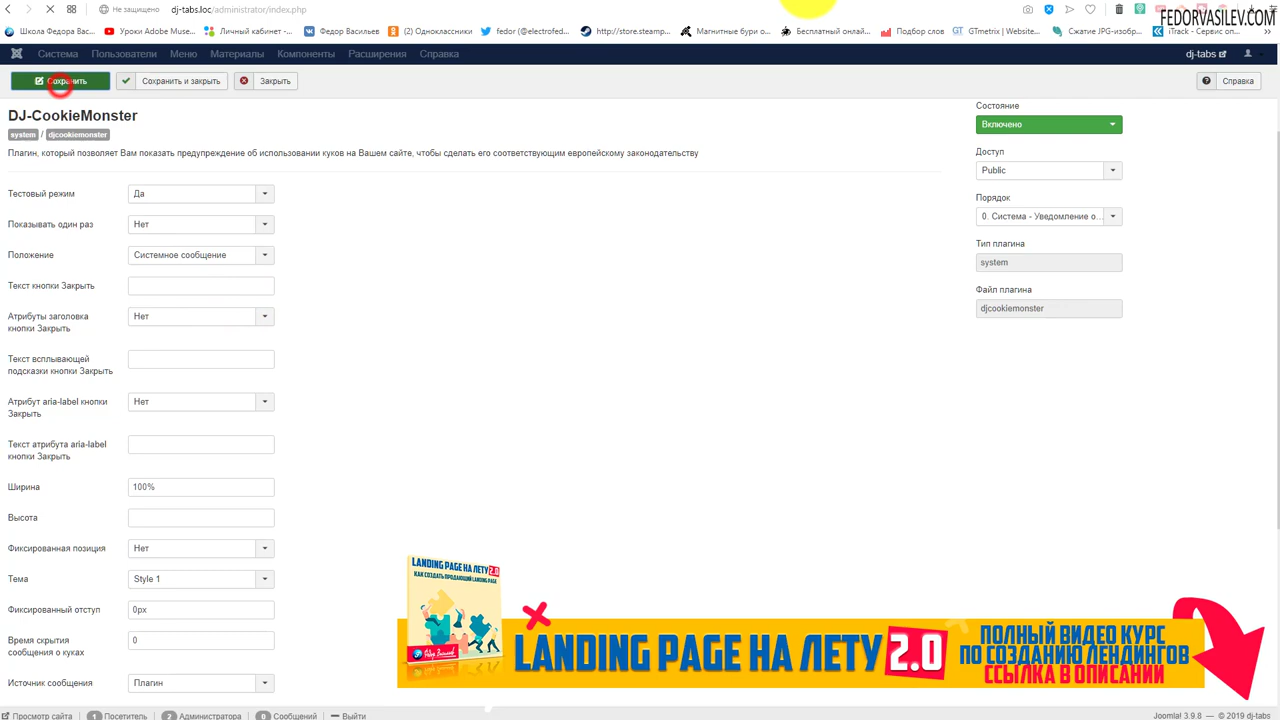 Не защищено dj-tabs.loc/administrator/index.php
FEDORVASILEV.COM
Школа Федора Вас... Уроки Adobe Muse... Личный кабинет -... Федор Васильев (2) Одноклассники fedor (@electrofed... http://store.steamp... Магнитные бури о... Бесплатный онлай... Подбор слов GTmetrix | Website... Сжатие JPG-изобр... iTrack - Сервис опт...
Система Пользователи Меню Материалы Компоненты Расширения Справка dj-tabs
Сохранить Сохранить и закрыть Закрыть Справка
DJ-CookieMonster
system / djcookiemonster
Плагин, который позволяет Вам показать предупреждение об использовании куков на Вашем сайте, чтобы сделать его соответствующим европейскому законодательству
Тестовый режим Да
Показывать один раз Нет
Положение Системное сообщение
Текст кнопки Закрыть
Атрибуты заголовка
кнопки Закрыть
Нет
Текст всплывающей
подсказки кнопки Закрыть
Атрибут aria-label кнопки
Закрыть
Нет
Текст атрибута aria-label
кнопки Закрыть
Ширина 100%
Высота
Фиксированная позиция Нет
Тема Style 1
Фиксированный отступ 0px
Время скрытия
сообщения о куках
0
Источник сообщения Плагин
Состояние
Включено
Доступ
Public
Порядок
0. Система - Уведомление о...
Тип плагина
system
Файл плагина
djcookiemonster
LANDING PAGE НА ЛЕТУ 2.0
КАК СОЗДАТЬ ПРОДАЮЩИЙ LANDING PAGE
LANDING PAGE НА ЛЕТУ 2.0
ПОЛНЫЙ ВИДЕО КУРС
ПО СОЗДАНИЮ ЛЕНДИНГОВ
ССЫЛКА В ОПИСАНИИ
Просмотр сайта 1 Посетитель 2 Администратора 0 Сообщений Выйти Joomla! 3.9.8 — © 2019 dj-tabs